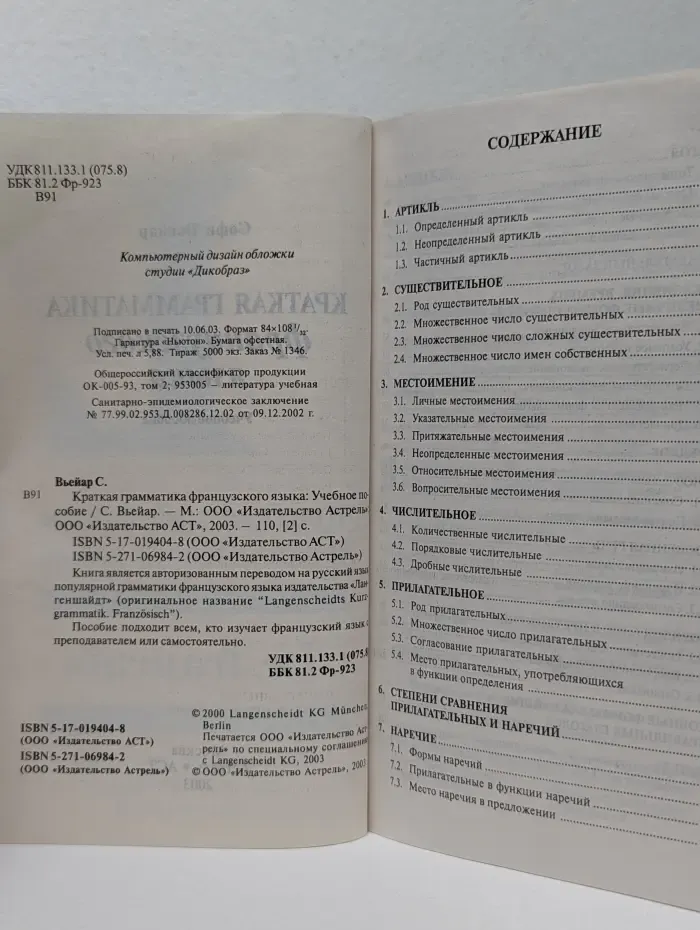 УДК 811.133.1 (075.8)
ББК 81.2 Фр-923
В91
Компьютерный дизайн обложки
студии «Дикобраз»
КРАТКАЯ ГРАММАТИКА
Подписано в печать 10.06.03. Формат 84×108 1/32.
Гарнитура «Ньютон». Бумага офсетная.
Усл. печ. л 5,88. Тираж 5000 экз. Заказ № 1346.
Общероссийский классификатор продукции
ОК-005-93, том 2; 953005 – литература учебная
Санитарно-эпидемиологическое заключение
№ 77.99.02.953.Д.008286.12.02 от 09.12.2002 г.
Вьейар С.
В91 Краткая грамматика французского языка: Учебное по-
собие / С. Вьейар. — М.: ООО «Издательство Астрель»
ООО «Издательство АСТ», 2003. – 110, [2] с.
ISBN 5-17-019404-8 (ООО «Издательство АСТ»)
ISBN 5-271-06984-2 (ООО «Издательство Астрель»)
Книга является авторизованным переводом на русский язык
популярной грамматики французского языка издательства «Лан-
геншайдт» (оригинальное название “Langenscheidts Kurz-
grammatik. Französisch”).
Пособие подходит всем, кто изучает французский язык с
преподавателем или самостоятельно.
УДК 811.133.1 (075.8
ББК 81.2 Фр-923
© 2000 Langenscheidt KG München,
Berlin
Печатается ООО «Издательство Аст-
рель» по специальному соглашению
с Langenscheidt KG, 2003
© ООО «Издательство Астрель», 2003
ISBN 5-17-019404-8
(ООО «Издательство АСТ»)
ISBN 5-271-06984-2
(ООО «Издательство Астрель»)
СОДЕРЖАНИЕ
1. АРТИКЛЬ
1.1. Определенный артикль
1.2. Неопределенный артикль
1.3. Частичный артикль
2. СУЩЕСТВИТЕЛЬНОЕ
2.1. Род существительных
2.2. Множественное число существительных
2.3. Множественное число сложных существительных
2.4. Множественное число имен собственных
3. МЕСТОИМЕНИЕ
3.1. Личные местоимения
3.2. Указательные местоимения
3.3. Притяжательные местоимения
3.4. Неопределенные местоимения
3.5. Относительные местоимения
3.6. Вопросительные местоимения
4. ЧИСЛИТЕЛЬНОЕ
4.1. Количественные числительные
4.2. Порядковые числительные
4.3. Дробные числительные
5. ПРИЛАГАТЕЛЬНОЕ
5.1. Род прилагательных
5.2. Множественное число прилагательных
5.3. Согласование прилагательных
5.4. Место прилагательных, употребляющихся
в функции определения
6. СТЕПЕНИ СРАВНЕНИЯ
ПРИЛАГАТЕЛЬНЫХ И НАРЕЧИЙ
7. НАРЕЧИЕ
7.1. Формы наречий
7.2. Прилагательные в функции наречий
7.3. Место наречия в предложении